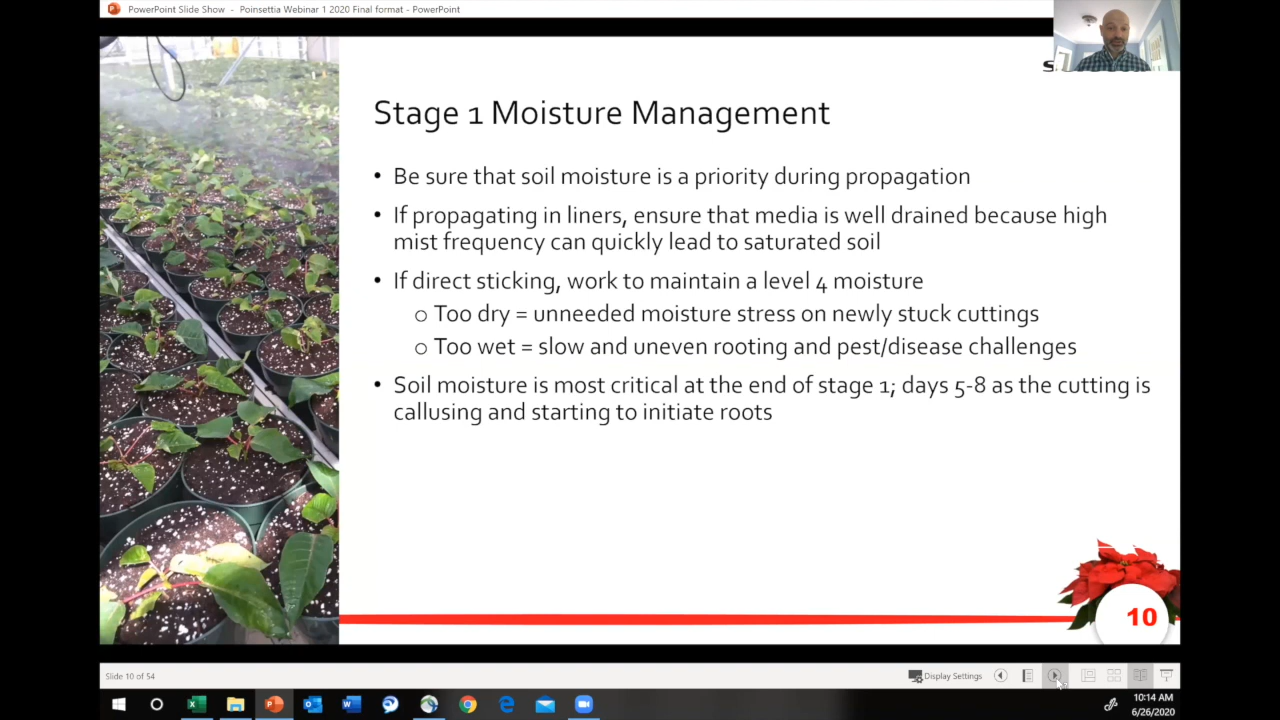 PowerPoint Slide Show - Poinsettia Webinar 1 2020 Final format - PowerPoint
Stage 1 Moisture Management
• Be sure that soil moisture is a priority during propagation
• If propagating in liners, ensure that media is well drained because high
mist frequency can quickly lead to saturated soil
• If direct sticking, work to maintain a level 4 moisture
o Too dry = unneeded moisture stress on newly stuck cuttings
o Too wet = slow and uneven rooting and pest/disease challenges
• Soil moisture is most critical at the end of stage 1; days 5-8 as the cutting is
callusing and starting to initiate roots
10
Slide 10 of 54
Display Settings
10:14 AM
6/26/2020